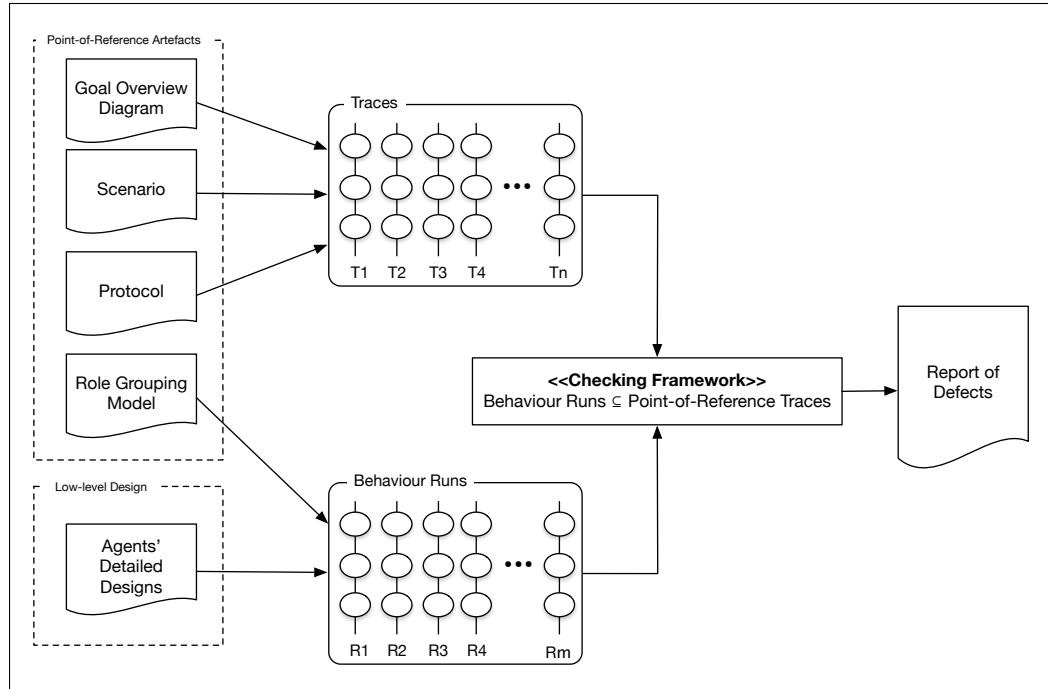 Point-of-Reference Artefacts
Goal Overview
Diagram
Scenario
Protocol
Role Grouping
Model
Low-level Design
Agents'
Detailed
Designs
Traces
•••
T1 T2 T3 T4 Tn
Behaviour Runs
•••
R1 R2 R3 R4 Rm
<<Checking Framework>>
Behaviour Runs ⊆ Point-of-Reference Traces
Report of
Defects